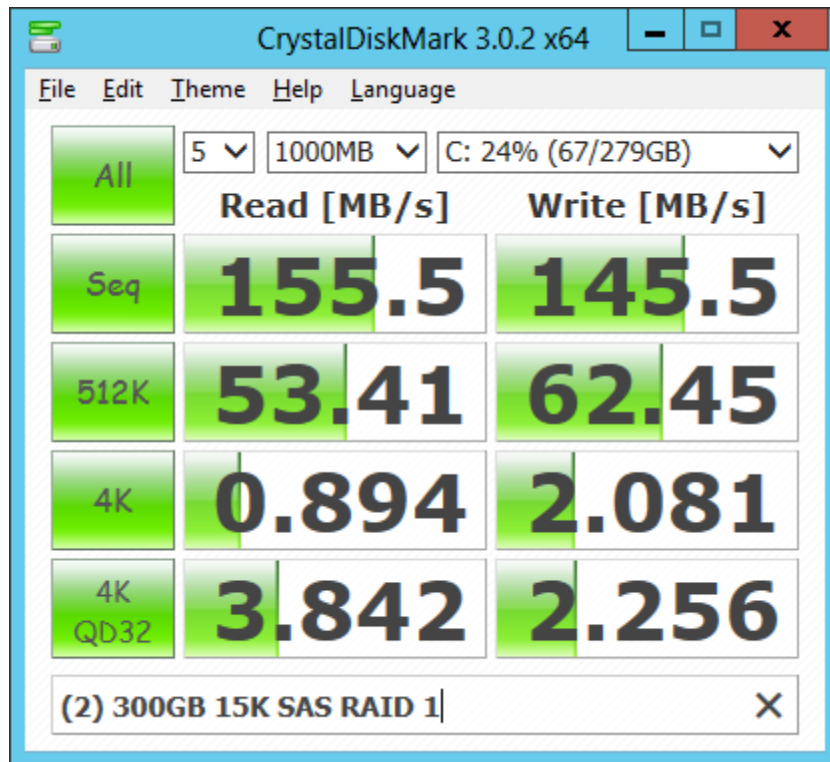 CrystalDiskMark 3.0.2 x64
File Edit Theme Help Language
All 5 1000MB C: 24% (67/279GB)
Read [MB/s] Write [MB/s]
Seq 155.5 145.5
512K 53.41 62.45
4K 0.894 2.081
4K QD32 3.842 2.256
(2) 300GB 15K SAS RAID 1